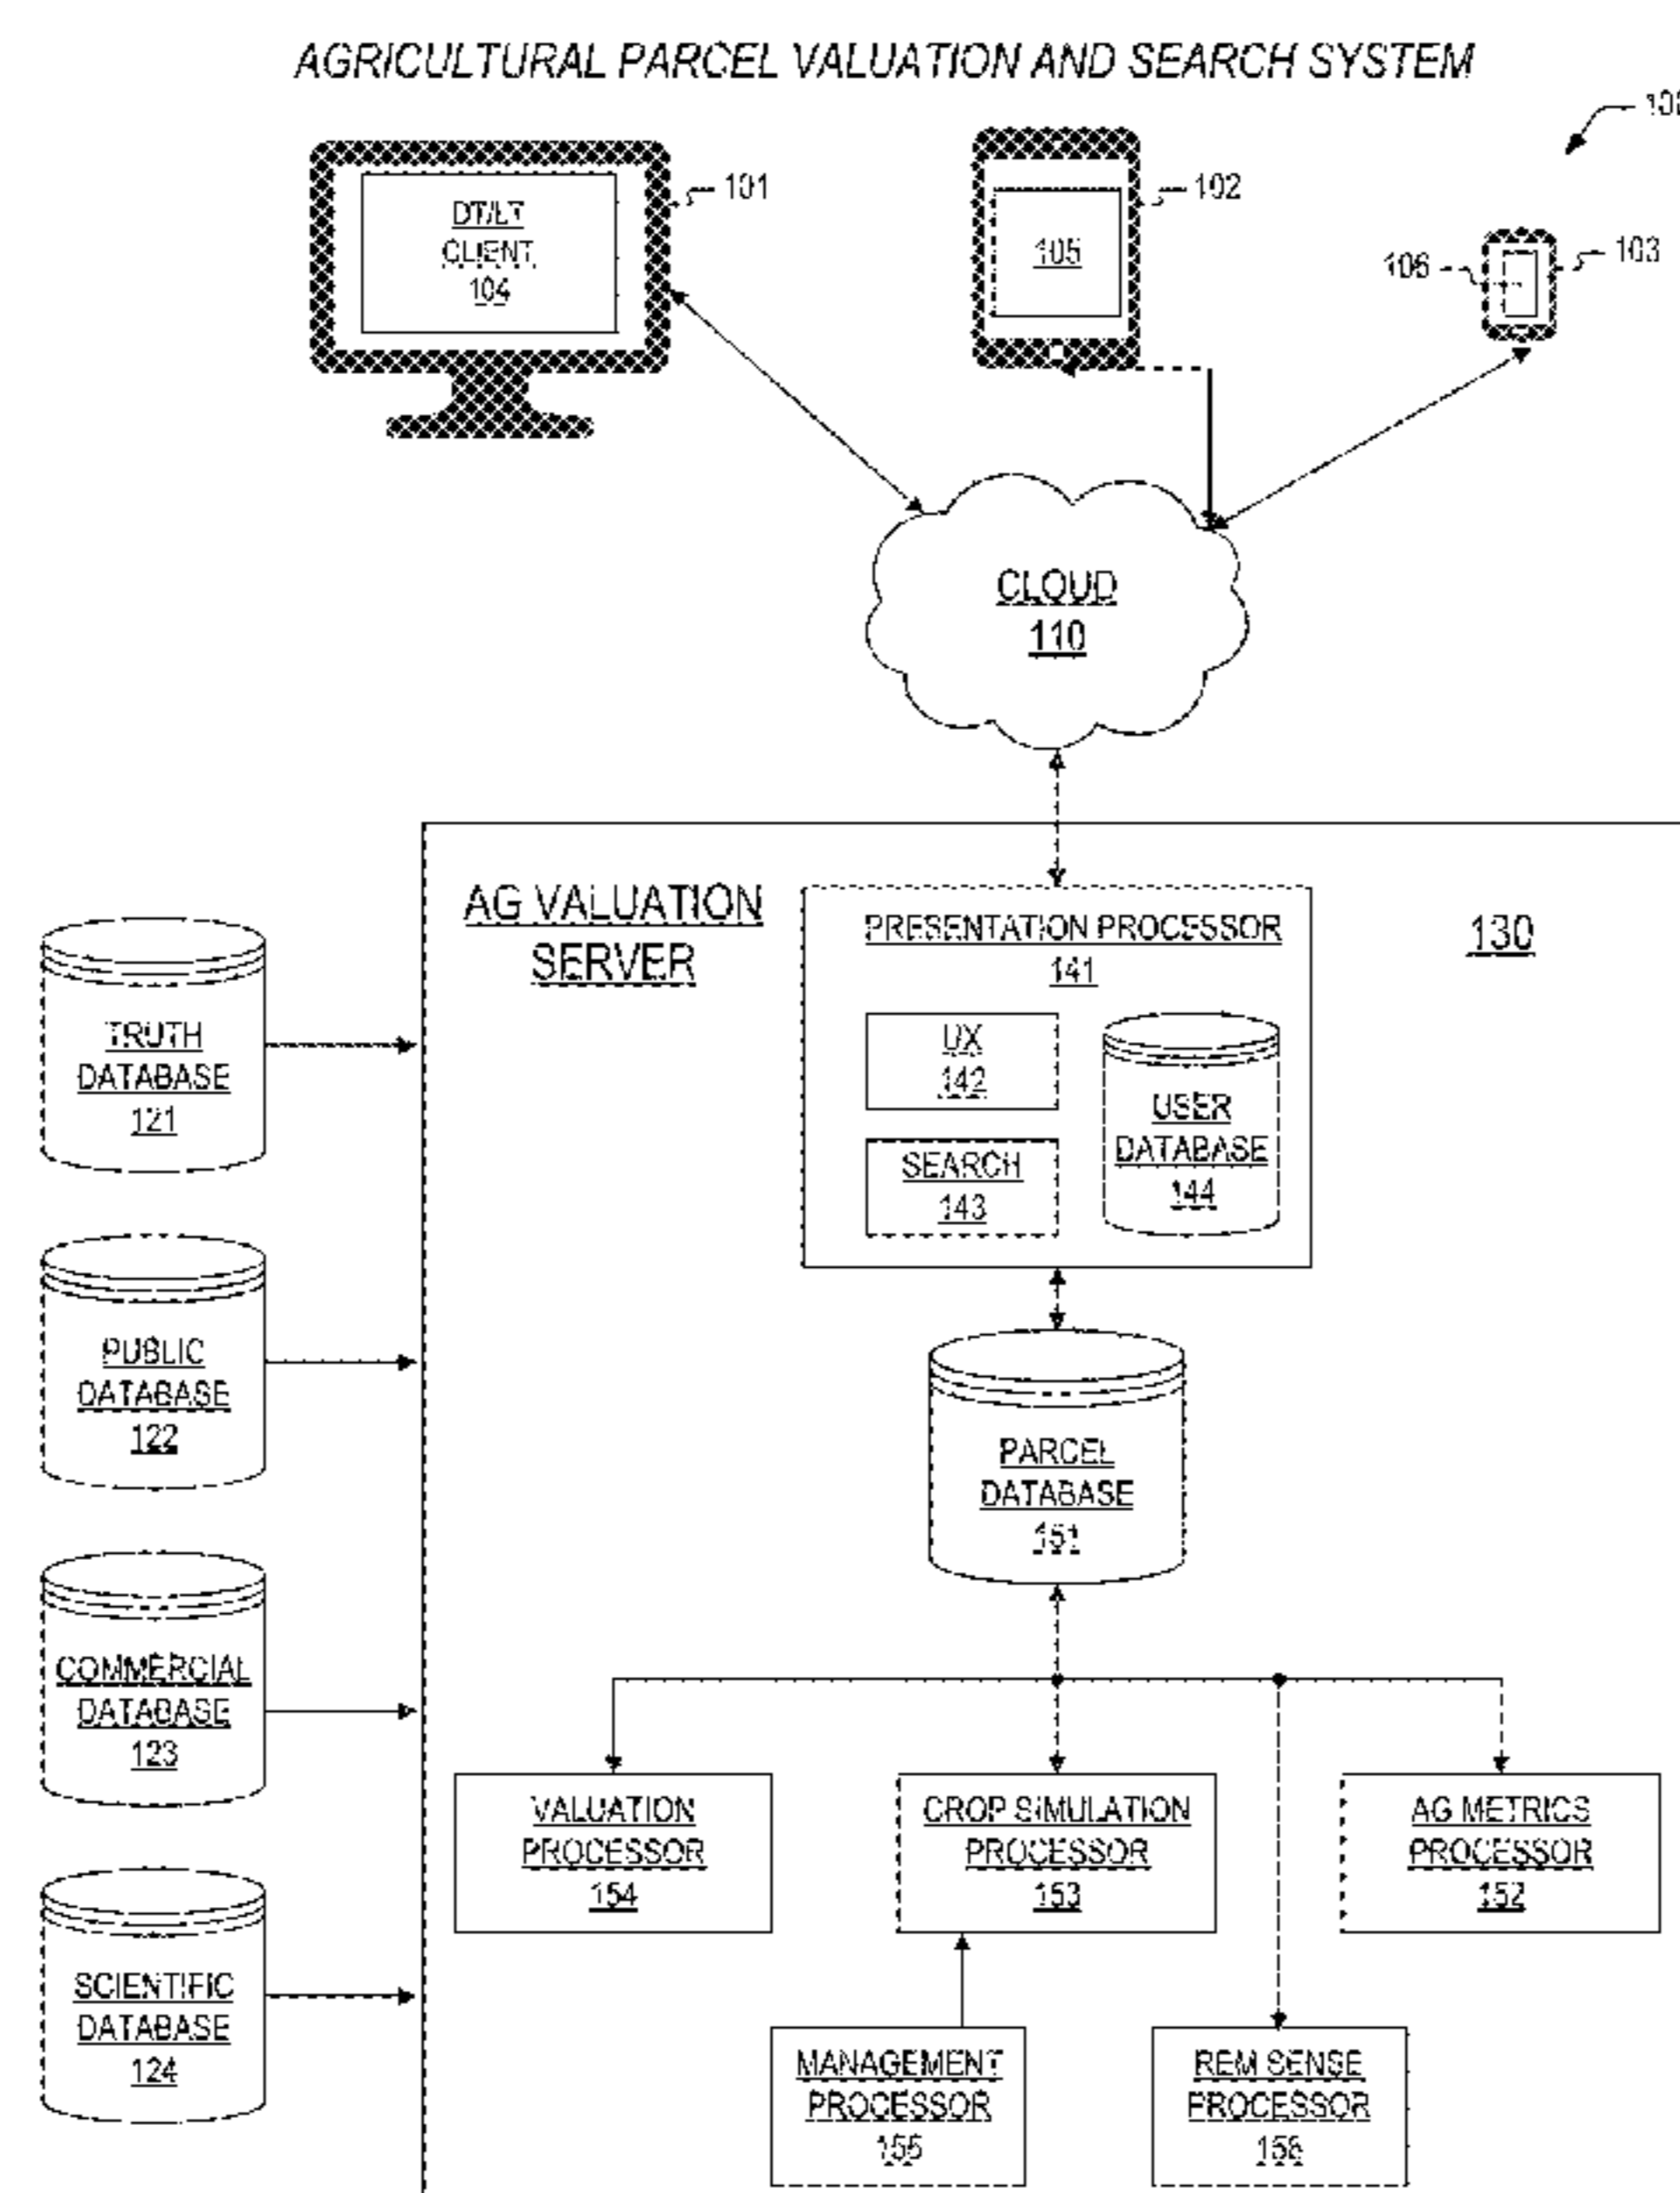 AGRICULTURAL PARCEL VALUATION AND SEARCH SYSTEM
101
102
103
DT/LT
CLIENT
104
105
106
CLOUD
110
AG VALUATION
SERVER
130
PRESENTATION PROCESSOR
141
UX
142
SEARCH
143
USER
DATABASE
144
TRUTH
DATABASE
121
PUBLIC
DATABASE
122
COMMERCIAL
DATABASE
123
SCIENTIFIC
DATABASE
124
PARCEL
DATABASE
151
VALUATION
PROCESSOR
154
CROP SIMULATION
PROCESSOR
153
AG METRICS
PROCESSOR
152
MANAGEMENT
PROCESSOR
155
REM SENSE
PROCESSOR